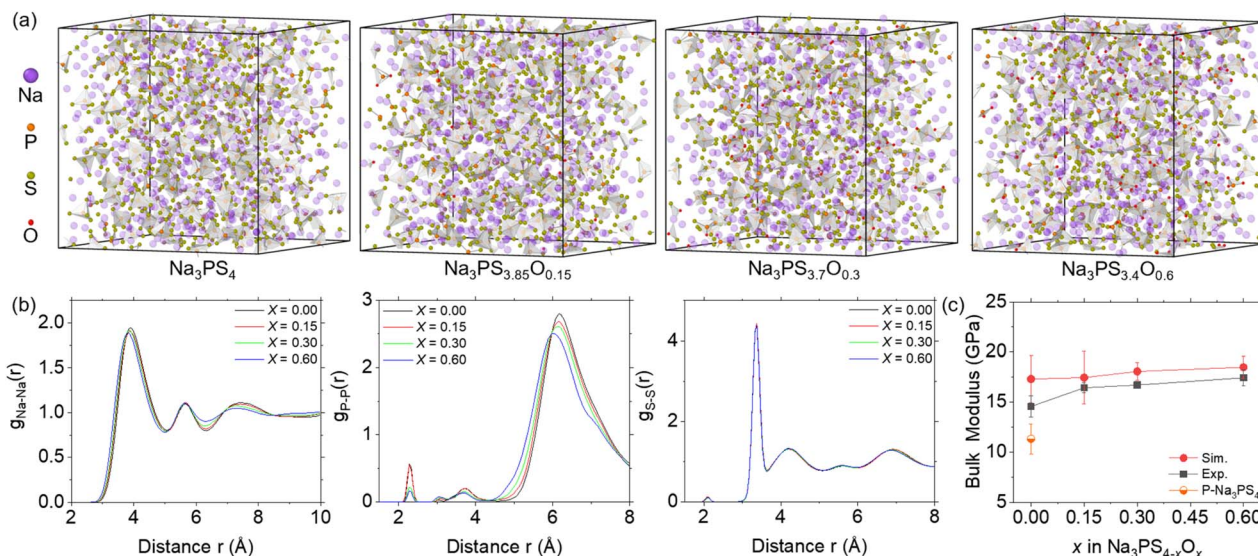 (a)
Na
P
S
O
Na₃PS₄
Na₃PS₃.₈₅O₀.₁₅
Na₃PS₃.₇O₀.₃
Na₃PS₃.₄O₀.₆
(b)
2.0
1.5
1.0
0.5
0.0
g_Na-Na(r)
X = 0.00
X = 0.15
X = 0.30
X = 0.60
2 4 6 8 10
Distance r (Å)
3
2
1
0
g_P-P(r)
X = 0.00
X = 0.15
X = 0.30
X = 0.60
2 4 6 8
Distance r (Å)
4
2
0
g_S-S(r)
X = 0.00
X = 0.15
X = 0.30
X = 0.60
2 4 6 8
Distance r (Å)
(c)
25
20
15
10
5
0
Bulk Modulus (GPa)
Sim.
Exp.
P-Na₃PS₄
0.00 0.15 0.30 0.45 0.60
x in Na₃PS₄₋ₓOₓ